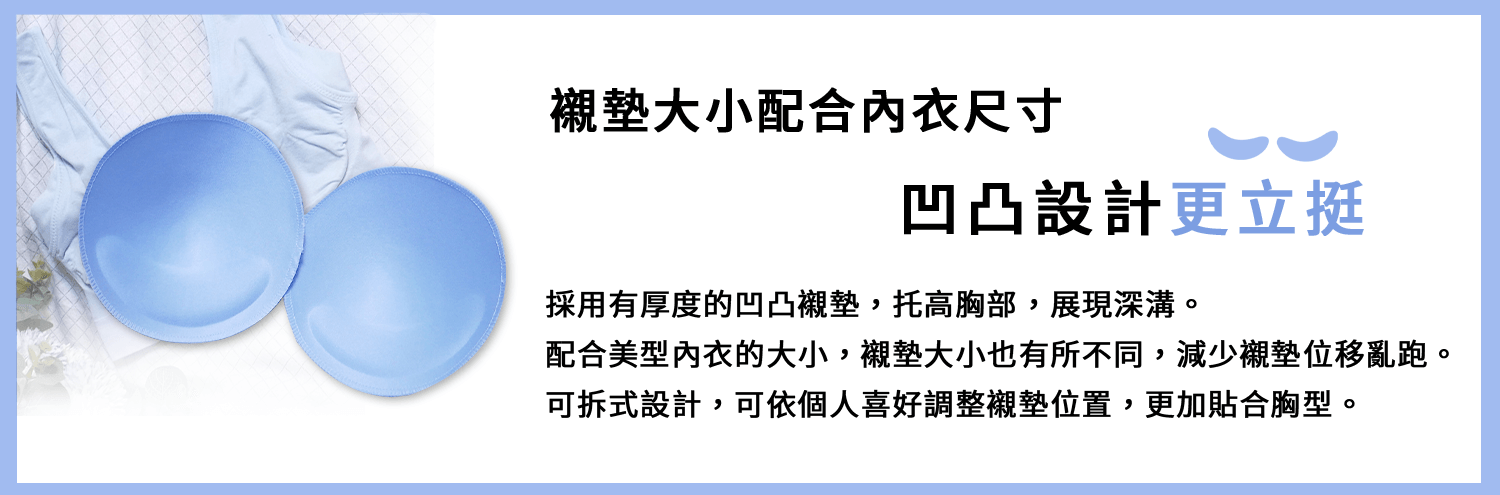 襯墊大小配合內衣尺寸
凹凸設計更立挺
採用有厚度的凹凸襯墊，托高胸部，展現深溝。
配合美型內衣的大小，襯墊大小也有所不同，減少襯墊位移亂跑。
可拆式設計，可依個人喜好調整襯墊位置，更加貼合胸型。